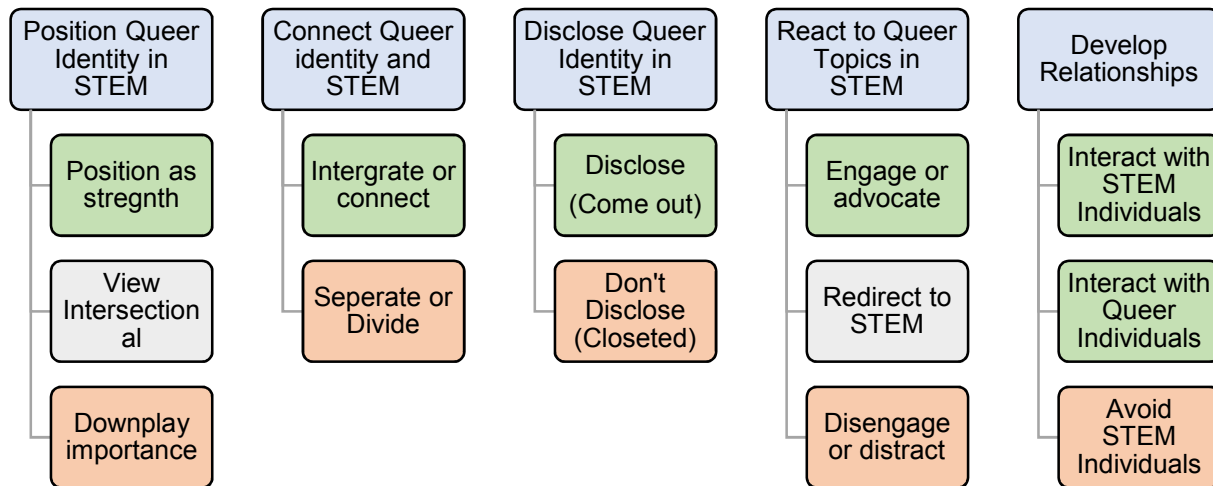 Position Queer
Identity in
STEM
Position as
stregnth
View
Intersection
al
Downplay
importance
Connect Queer
identity and
STEM
Intergrate or
connect
Seperate or
Divide
Disclose Queer
Identity in
STEM
Disclose
(Come out)
Don't
Disclose
(Closeted)
React to Queer
Topics in
STEM
Engage or
advocate
Redirect to
STEM
Disengage
or distract
Develop
Relationships
Interact with
STEM
Individuals
Interact with
Queer
Individuals
Avoid
STEM
Individuals